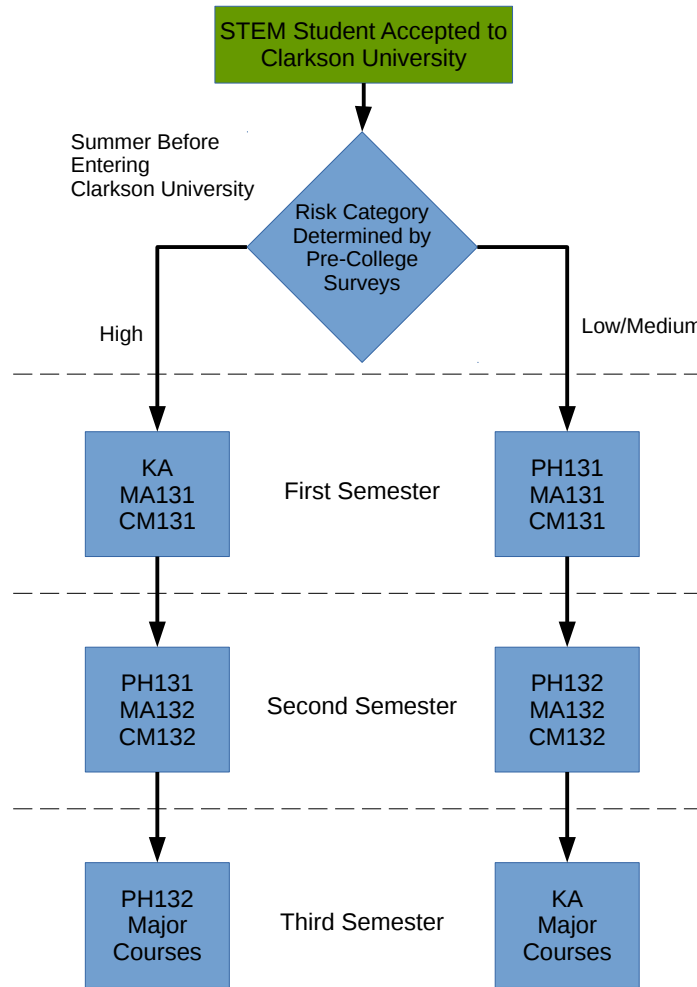 STEM Student Accepted to
Clarkson University
Summer Before
Entering
Clarkson University
Risk Category
Determined by
Pre-College
Surveys
High
Low/Medium
KA
MA131
CM131
First Semester
PH131
MA131
CM131
PH131
MA132
CM132
Second Semester
PH132
MA132
CM132
PH132
Major
Courses
Third Semester
KA
Major
Courses